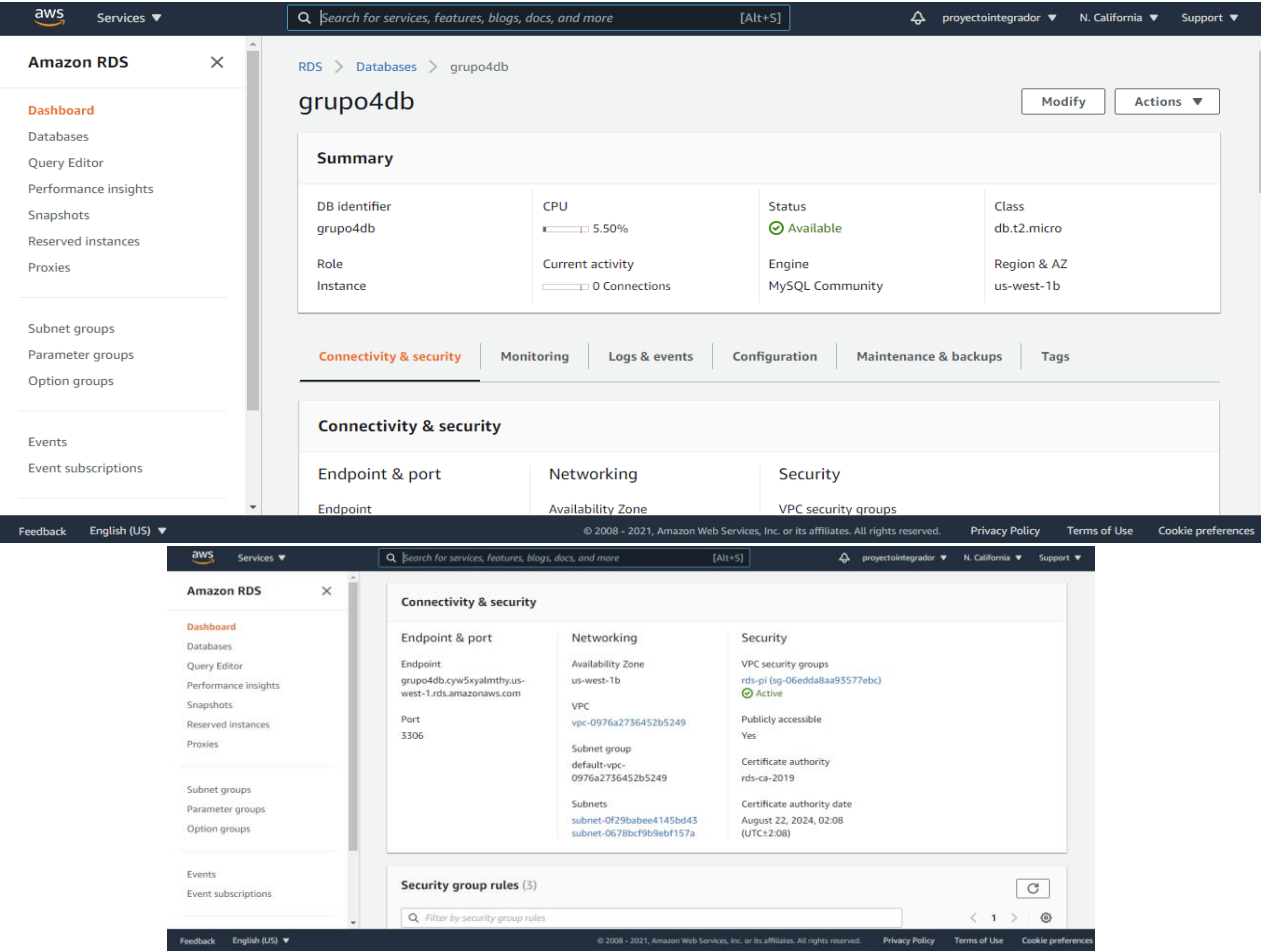 aws Services ▼ Search for services, features, blogs, docs, and more [Alt+S] proyectointegrador ▼ N. California ▼ Support ▼
Amazon RDS
Dashboard
Databases
Query Editor
Performance insights
Snapshots
Reserved instances
Proxies
Subnet groups
Parameter groups
Option groups
Events
Event subscriptions
RDS > Databases > grupo4db
grupo4db
Modify Actions ▼
Summary
DB identifier CPU Status Class
grupo4db 5.50% Available db.t2.micro
Role Current activity Engine Region & AZ
Instance 0 Connections MySQL Community us-west-1b
Connectivity & security Monitoring Logs & events Configuration Maintenance & backups Tags
Connectivity & security
Endpoint & port Networking Security
Endpoint Availability Zone VPC security groups
Feedback English (US) ▼ © 2008 - 2021, Amazon Web Services, Inc. or its affiliates. All rights reserved. Privacy Policy Terms of Use Cookie preferences
aws Services ▼ Search for services, features, blogs, docs, and more [Alt+S] proyectointegrador ▼ N. California ▼ Support ▼
Amazon RDS
Dashboard
Databases
Query Editor
Performance insights
Snapshots
Reserved instances
Proxies
Subnet groups
Parameter groups
Option groups
Events
Event subscriptions
Connectivity & security
Endpoint & port
Endpoint
grupo4db.cyw5xyalmthy.us-
west-1.rds.amazonaws.com
Port
3306
Networking
Availability Zone
us-west-1b
VPC
vpc-0976a2736452b5249
Subnet group
default-vpc-
0976a2736452b5249
Subnets
subnet-0f29babee4145bd43
subnet-0678bcf9b9ebf157a
Security
VPC security groups
rds-pi (sg-06edda8aa93577ebc)
Active
Publicly accessible
Yes
Certificate authority
rds-ca-2019
Certificate authority date
August 22, 2024, 02:08
(UTC±2:08)
Security group rules (3)
Filter by security group rules
< 1 >
Feedback English (US) ▼ © 2008 - 2021, Amazon Web Services, Inc. or its affiliates. All rights reserved. Privacy Policy Terms of Use Cookie preferences